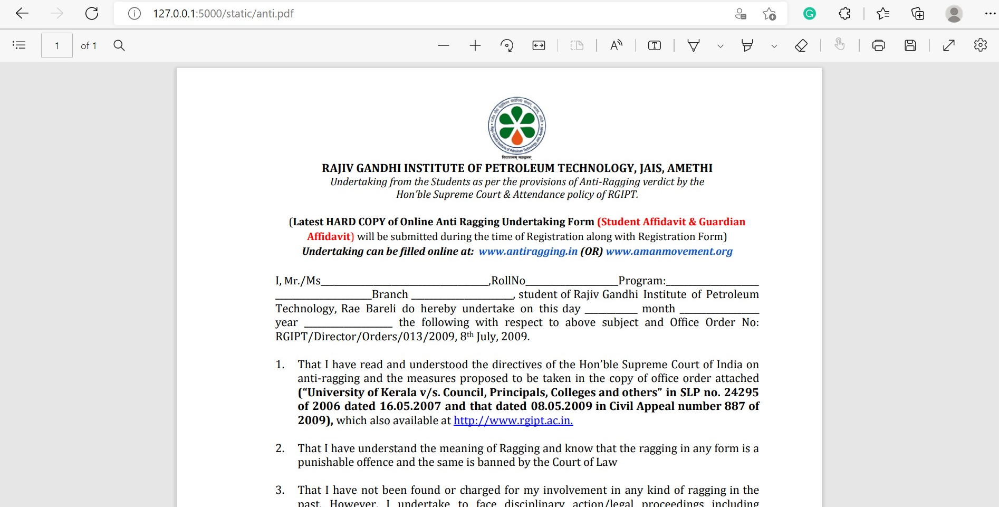 127.0.0.1:5000/static/anti.pdf
1 of 1
RAJIV GANDHI INSTITUTE OF PETROLEUM TECHNOLOGY, JAIS, AMETHI
Undertaking from the Students as per the provisions of Anti-Ragging verdict by the
Hon’ble Supreme Court & Attendance policy of RGIPT.
(Latest HARD COPY of Online Anti Ragging Undertaking Form (Student Affidavit & Guardian
Affidavit) will be submitted during the time of Registration along with Registration Form)
Undertaking can be filled online at: www.antiragging.in (OR) www.amanmovement.org
I, Mr./Ms______________________________,RollNo________________Program:________________
_________________Branch __________________, student of Rajiv Gandhi Institute of Petroleum
Technology, Rae Bareli do hereby undertake on this day _________ month ______________
year ________________ the following with respect to above subject and Office Order No:
RGIPT/Director/Orders/013/2009, 8th July, 2009.
1. That I have read and understood the directives of the Hon’ble Supreme Court of India on
anti-ragging and the measures proposed to be taken in the copy of office order attached
(“University of Kerala v/s. Council, Principals, Colleges and others” in SLP no. 24295
of 2006 dated 16.05.2007 and that dated 08.05.2009 in Civil Appeal number 887 of
2009), which also available at http://www.rgipt.ac.in.
2. That I have understand the meaning of Ragging and know that the ragging in any form is a
punishable offence and the same is banned by the Court of Law
3. That I have not been found or charged for my involvement in any kind of ragging in the
past. However, I undertake to face disciplinary action/legal proceedings including